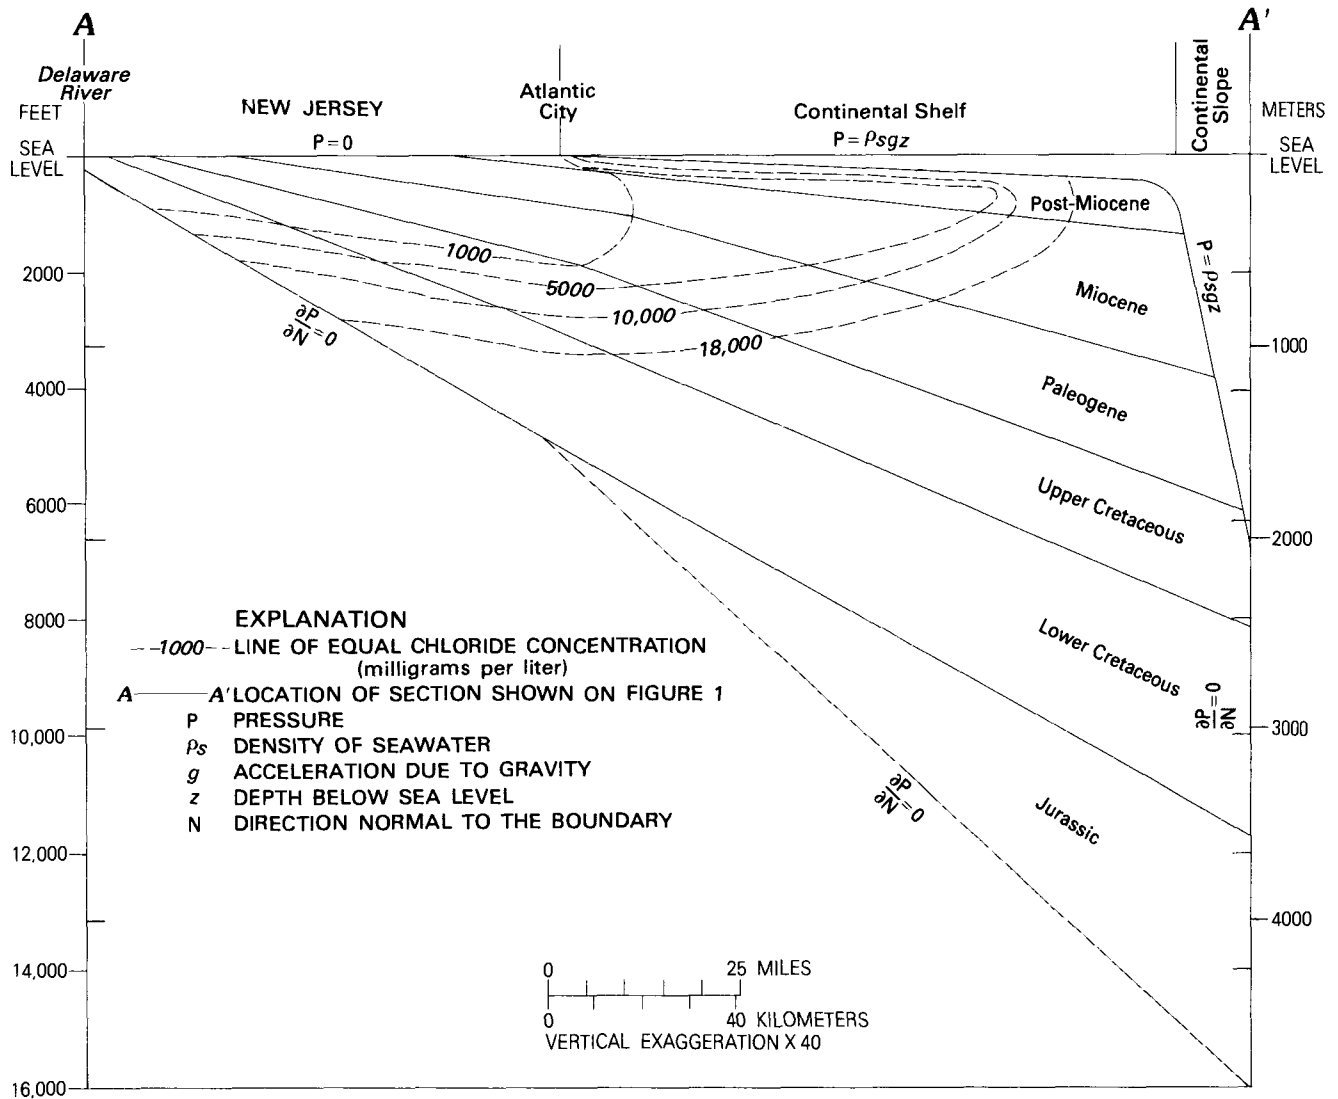 A
A'
Delaware
River
Atlantic
City
Continental
Slope
FEET
NEW JERSEY
Continental Shelf
METERS
SEA
LEVEL
P = 0
P = ρsgz
SEA
LEVEL
Post-Miocene
P = ρsgz
1000
2000
5000
Miocene
10,000
∂P
∂N = 0
18,000
1000
4000
Paleogene
6000
Upper Cretaceous
2000
8000
EXPLANATION
--1000-- LINE OF EQUAL CHLORIDE CONCENTRATION
(milligrams per liter)
Lower Cretaceous
A——A' LOCATION OF SECTION SHOWN ON FIGURE 1
P PRESSURE
∂P
∂N = 0
3000
10,000
ρs DENSITY OF SEAWATER
g ACCELERATION DUE TO GRAVITY
z DEPTH BELOW SEA LEVEL
N DIRECTION NORMAL TO THE BOUNDARY
∂P
∂N = 0
Jurassic
12,000
4000
14,000
0 25 MILES
0 40 KILOMETERS
VERTICAL EXAGGERATION X 40
16,000